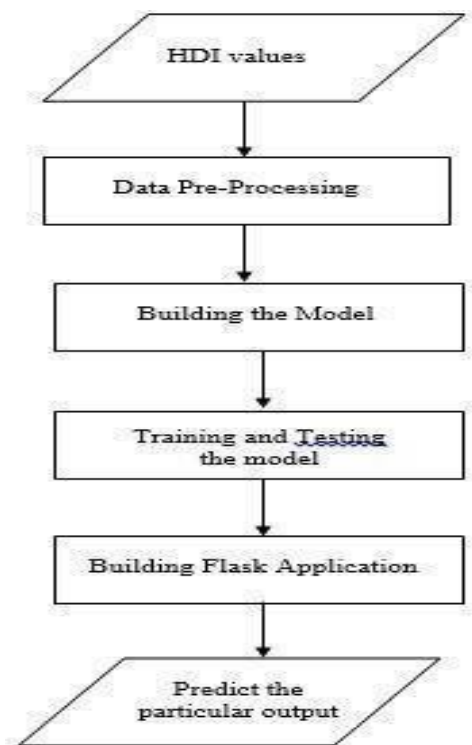 HDI values
Data Pre-Processing
Building the Model
Training and Testing
the model
Building Flask Application
Predict the
particular output